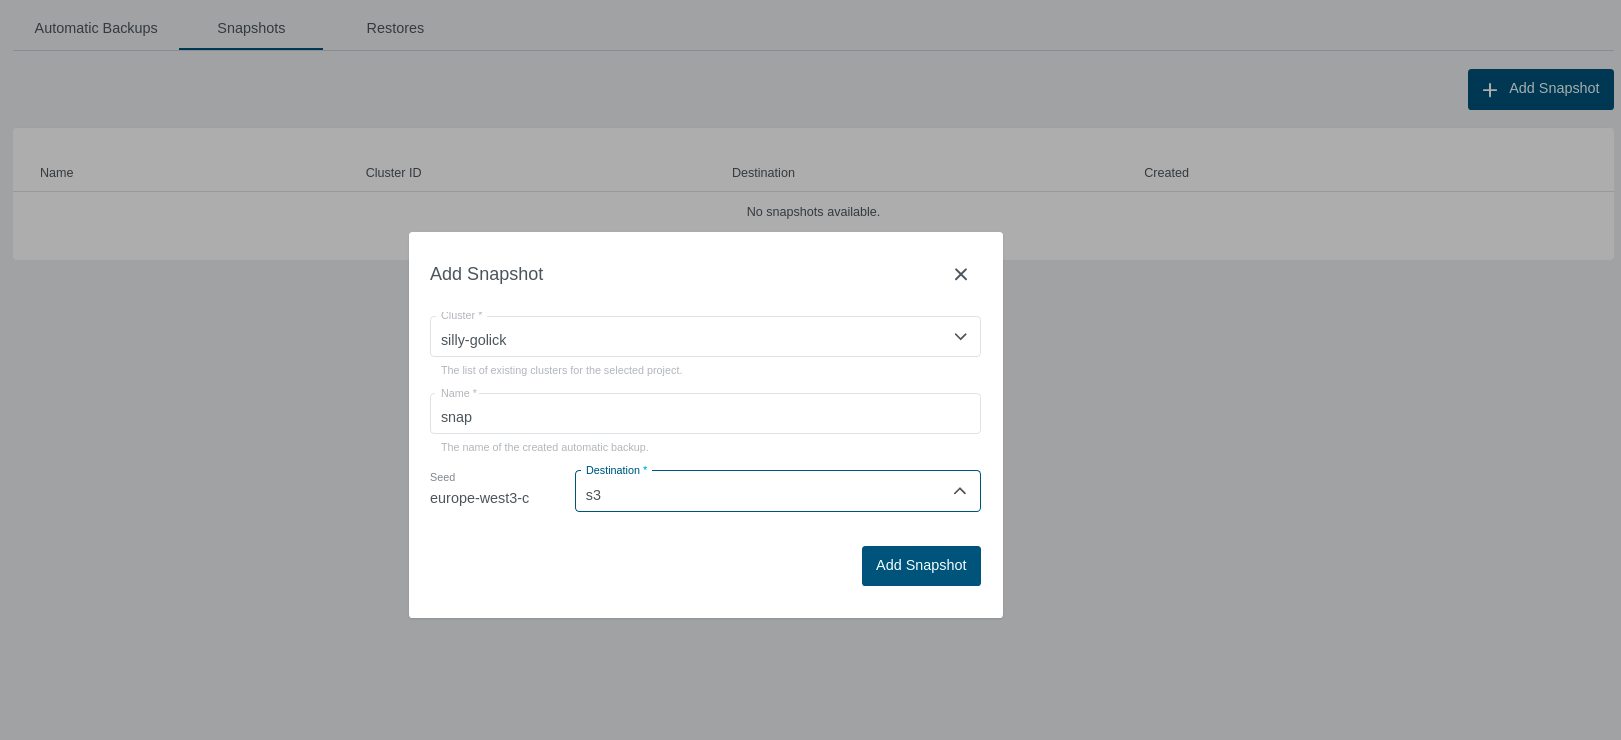 Automatic Backups Snapshots Restores
Add Snapshot
Name Cluster ID Destination Created
No snapshots available.
Add Snapshot
Cluster *
silly-golick
The list of existing clusters for the selected project.
Name *
snap
The name of the created automatic backup.
Seed
europe-west3-c
Destination *
s3
Add Snapshot